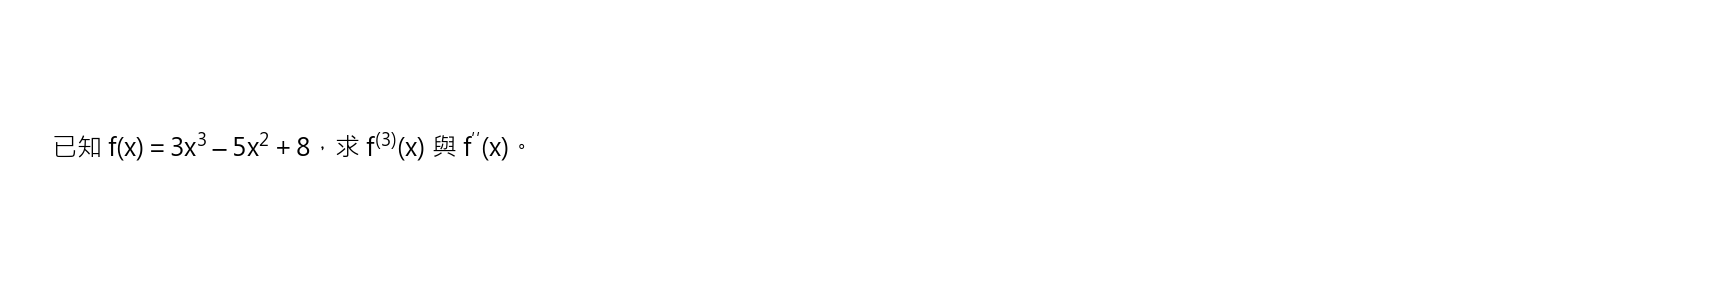 已知 f(x) = 3x³ – 5x² + 8，求 f⁽³⁾(x) 與 f′′(x)。